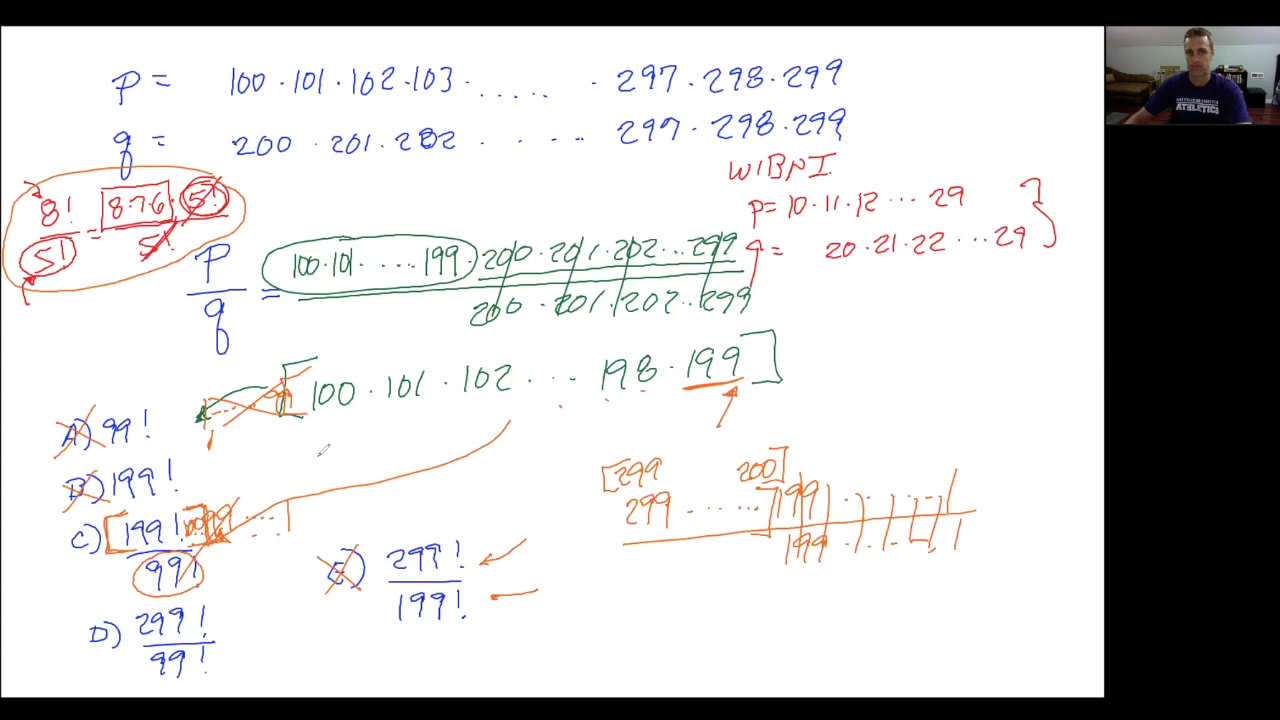 p = 100 · 101 · 102 · 103 · ..... · 297 · 298 · 299
q = 200 · 201 · 202 · ..... 297 · 298 · 299
WIBNI
p = 10 · 11 · 12 ... 29
q = 20 · 21 · 22 ... 29
8! / 5! = 8·7·6 · 5! / 5!
p / q = 100 · 101 · .... 199 200 · 201 · 202 ... 299 / 200 · 201 · 202 .. 299
[100 · 101 · 102 ... 198 · 199]
A) 99!
B) 199!
C) 199! / 99!
D) 299! / 99!
E) 299! / 199!
[299 200]
299 ...... 199
199
ATHLETICS